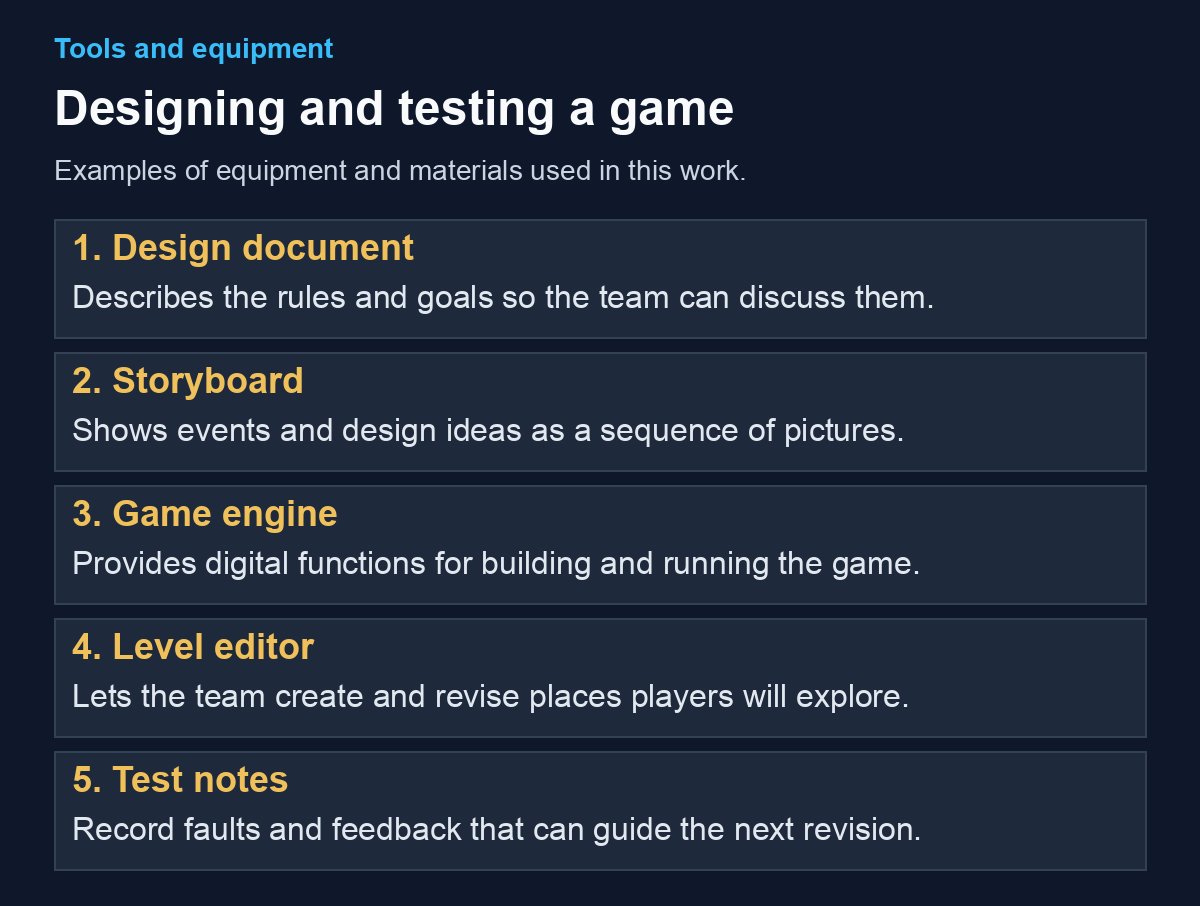 Tools and equipment
Designing and testing a game
Examples of equipment and materials used in this work.
1. Design document
Describes the rules and goals so the team can discuss them.
2. Storyboard
Shows events and design ideas as a sequence of pictures.
3. Game engine
Provides digital functions for building and running the game.
4. Level editor
Lets the team create and revise places players will explore.
5. Test notes
Record faults and feedback that can guide the next revision.